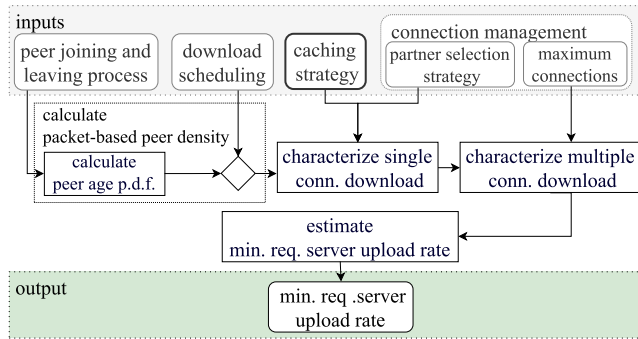 inputs
connection management
peer joining and
leaving process
download
scheduling
caching
strategy
partner selection
strategy
maximum
connections
calculate
packet-based peer density
calculate
peer age p.d.f.
characterize single
conn. download
characterize multiple
conn. download
estimate
min. req. server upload rate
output
min. req .server
upload rate